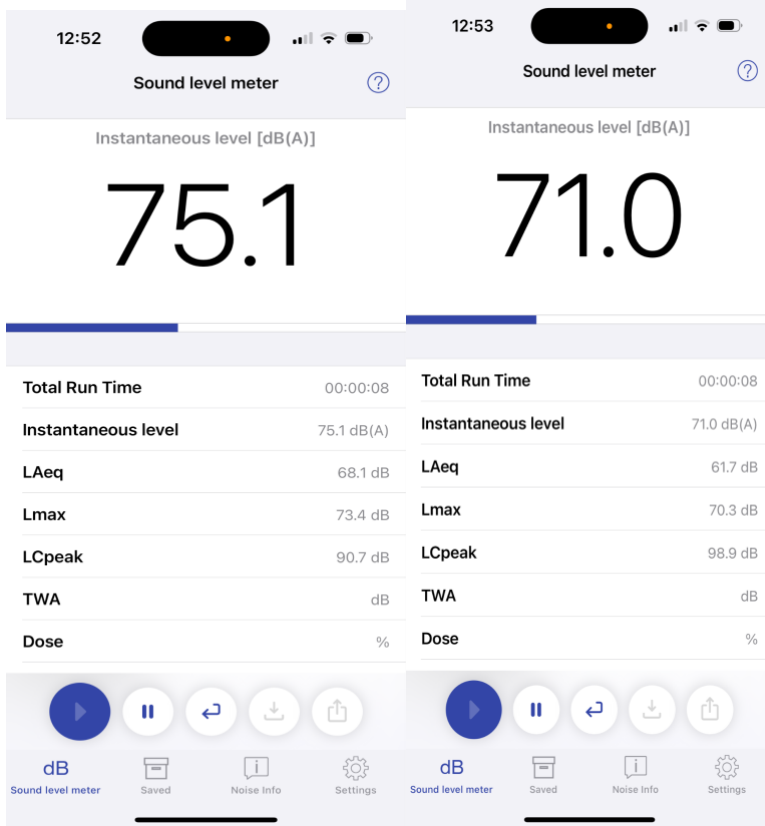 12:52
Sound level meter
?
Instantaneous level [dB(A)]
75.1
Total Run Time 00:00:08
Instantaneous level 75.1 dB(A)
LAeq 68.1 dB
Lmax 73.4 dB
LCpeak 90.7 dB
TWA dB
Dose %
dB
Sound level meter
Saved
i
Noise Info
Settings
12:53
Sound level meter
?
Instantaneous level [dB(A)]
71.0
Total Run Time 00:00:08
Instantaneous level 71.0 dB(A)
LAeq 61.7 dB
Lmax 70.3 dB
LCpeak 98.9 dB
TWA dB
Dose %
dB
Sound level meter
Saved
i
Noise Info
Settings